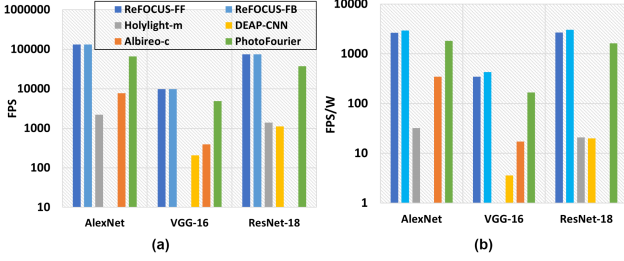 ReFOCUS-FF ReFOCUS-FB
Holylight-m DEAP-CNN
Albireo-c PhotoFourier
FPS
1000000
100000
10000
1000
100
10
AlexNet VGG-16 ResNet-18
(a)
FPS/W
10000
1000
100
10
1
AlexNet VGG-16 ResNet-18
(b)